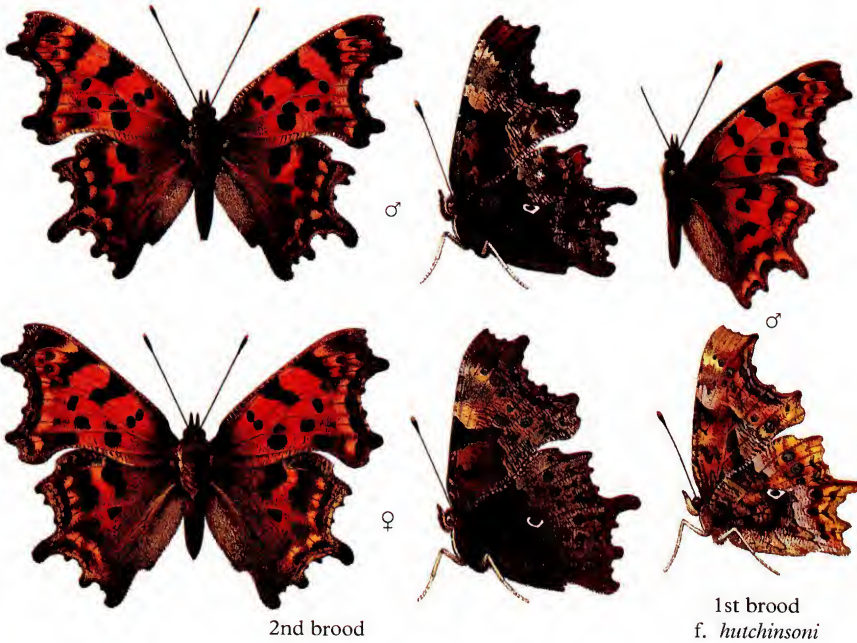 ♂
♂
♀
2nd brood
1st brood
f. hutchinsoni